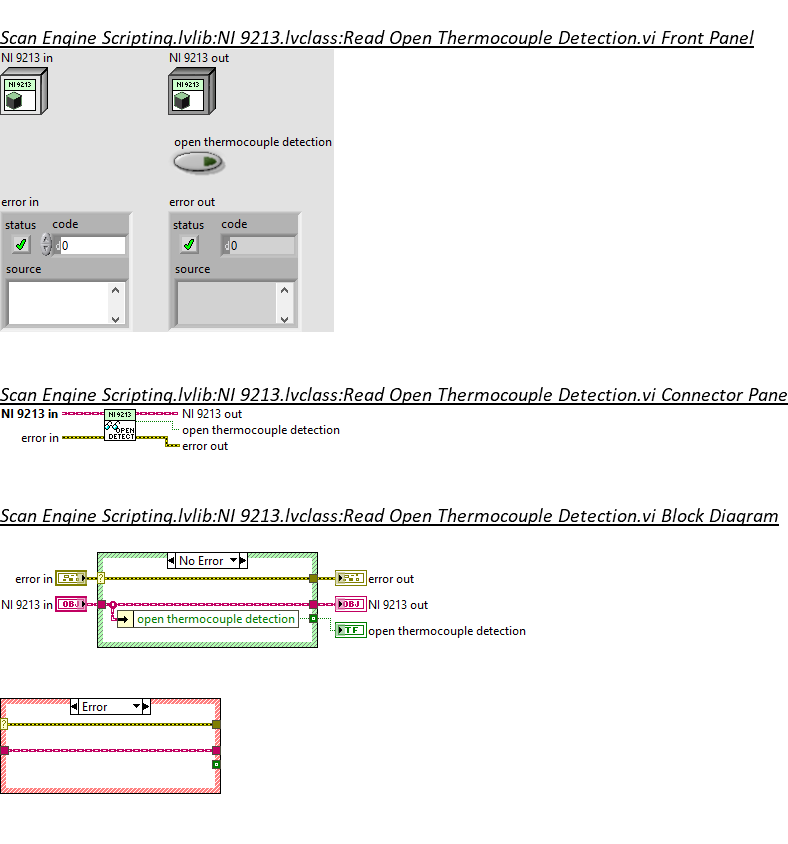 Scan Engine Scripting.lvlib:NI 9213.lvclass:Read Open Thermocouple Detection.vi Front Panel
NI 9213 in NI 9213 out
NI 9213 NI 9213
open thermocouple detection
error in error out
status code status code
d 0 d 0
source source
Scan Engine Scripting.lvlib:NI 9213.lvclass:Read Open Thermocouple Detection.vi Connector Pane
NI 9213 in NI 9213 NI 9213 out
OPEN open thermocouple detection
error in DETECT error out
Scan Engine Scripting.lvlib:NI 9213.lvclass:Read Open Thermocouple Detection.vi Block Diagram
No Error
error in ? error out
NI 9213 in OBJ OBJ NI 9213 out
open thermocouple detection
TF open thermocouple detection
Error
?